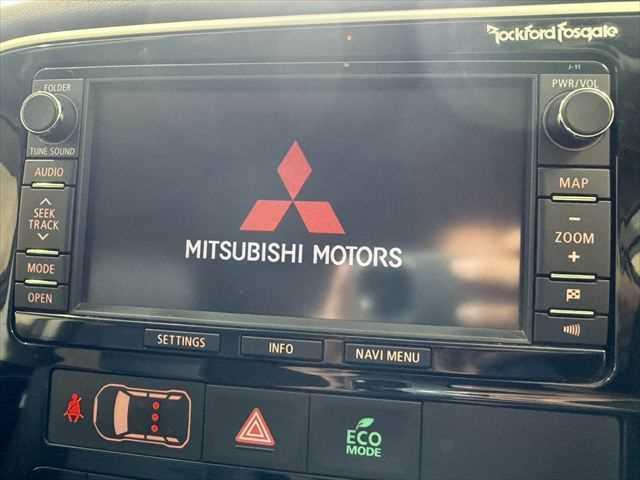 Rockford Fosgate
J-11
FOLDER
PWR/VOL
TUNE SOUND
AUDIO
MAP
SEEK
TRACK
ZOOM
MODE
OPEN
MITSUBISHI MOTORS
SETTINGS
INFO
NAVI MENU
ECO
MODE